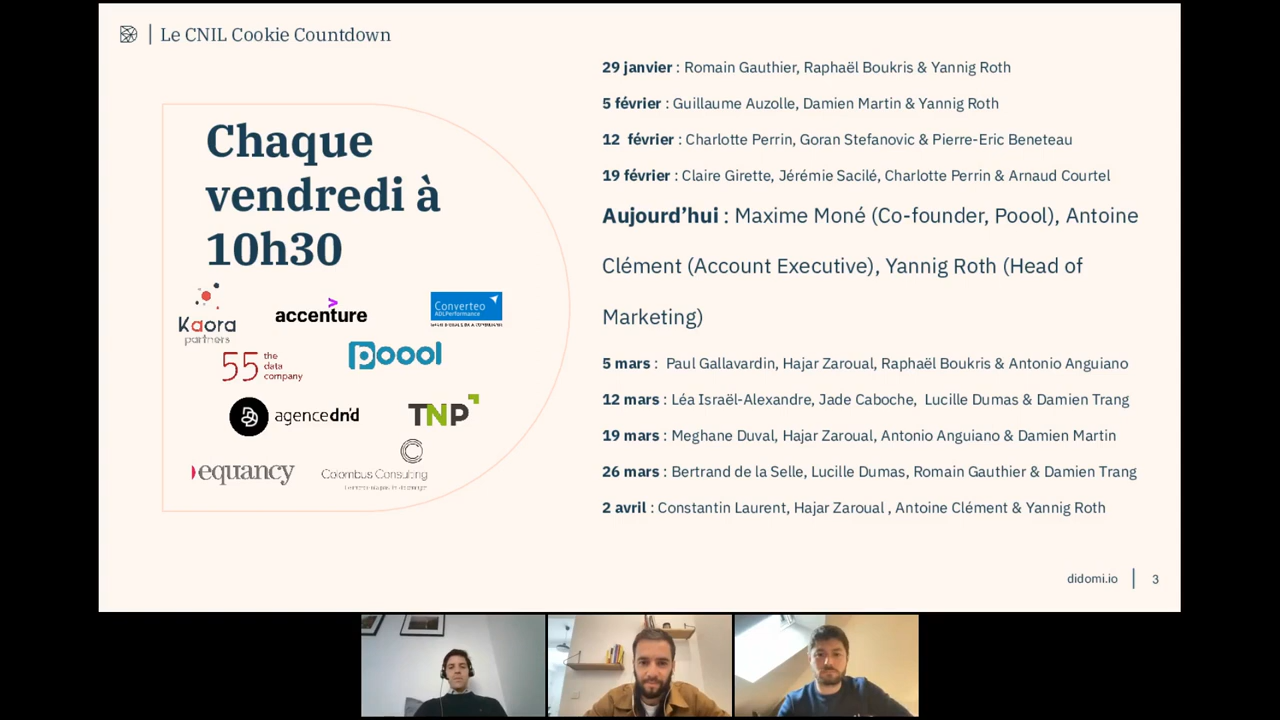 Le CNIL Cookie Countdown
Chaque
vendredi à
10h30
Kaora
partners
accenture
Converteo
ADLPerformance
55 the
data
company
poool
agencednd
TNP
equancy
Colombus Consulting
29 janvier : Romain Gauthier, Raphaël Boukris & Yannig Roth
5 février : Guillaume Auzolle, Damien Martin & Yannig Roth
12 février : Charlotte Perrin, Goran Stefanovic & Pierre-Eric Beneteau
19 février : Claire Girette, Jérémie Sacilé, Charlotte Perrin & Arnaud Courtel
Aujourd’hui : Maxime Moné (Co-founder, Poool), Antoine
Clément (Account Executive), Yannig Roth (Head of
Marketing)
5 mars : Paul Gallavardin, Hajar Zaroual, Raphaël Boukris & Antonio Anguiano
12 mars : Léa Israël-Alexandre, Jade Caboche, Lucille Dumas & Damien Trang
19 mars : Meghane Duval, Hajar Zaroual, Antonio Anguiano & Damien Martin
26 mars : Bertrand de la Selle, Lucille Dumas, Romain Gauthier & Damien Trang
2 avril : Constantin Laurent, Hajar Zaroual , Antoine Clément & Yannig Roth
didomi.io
3